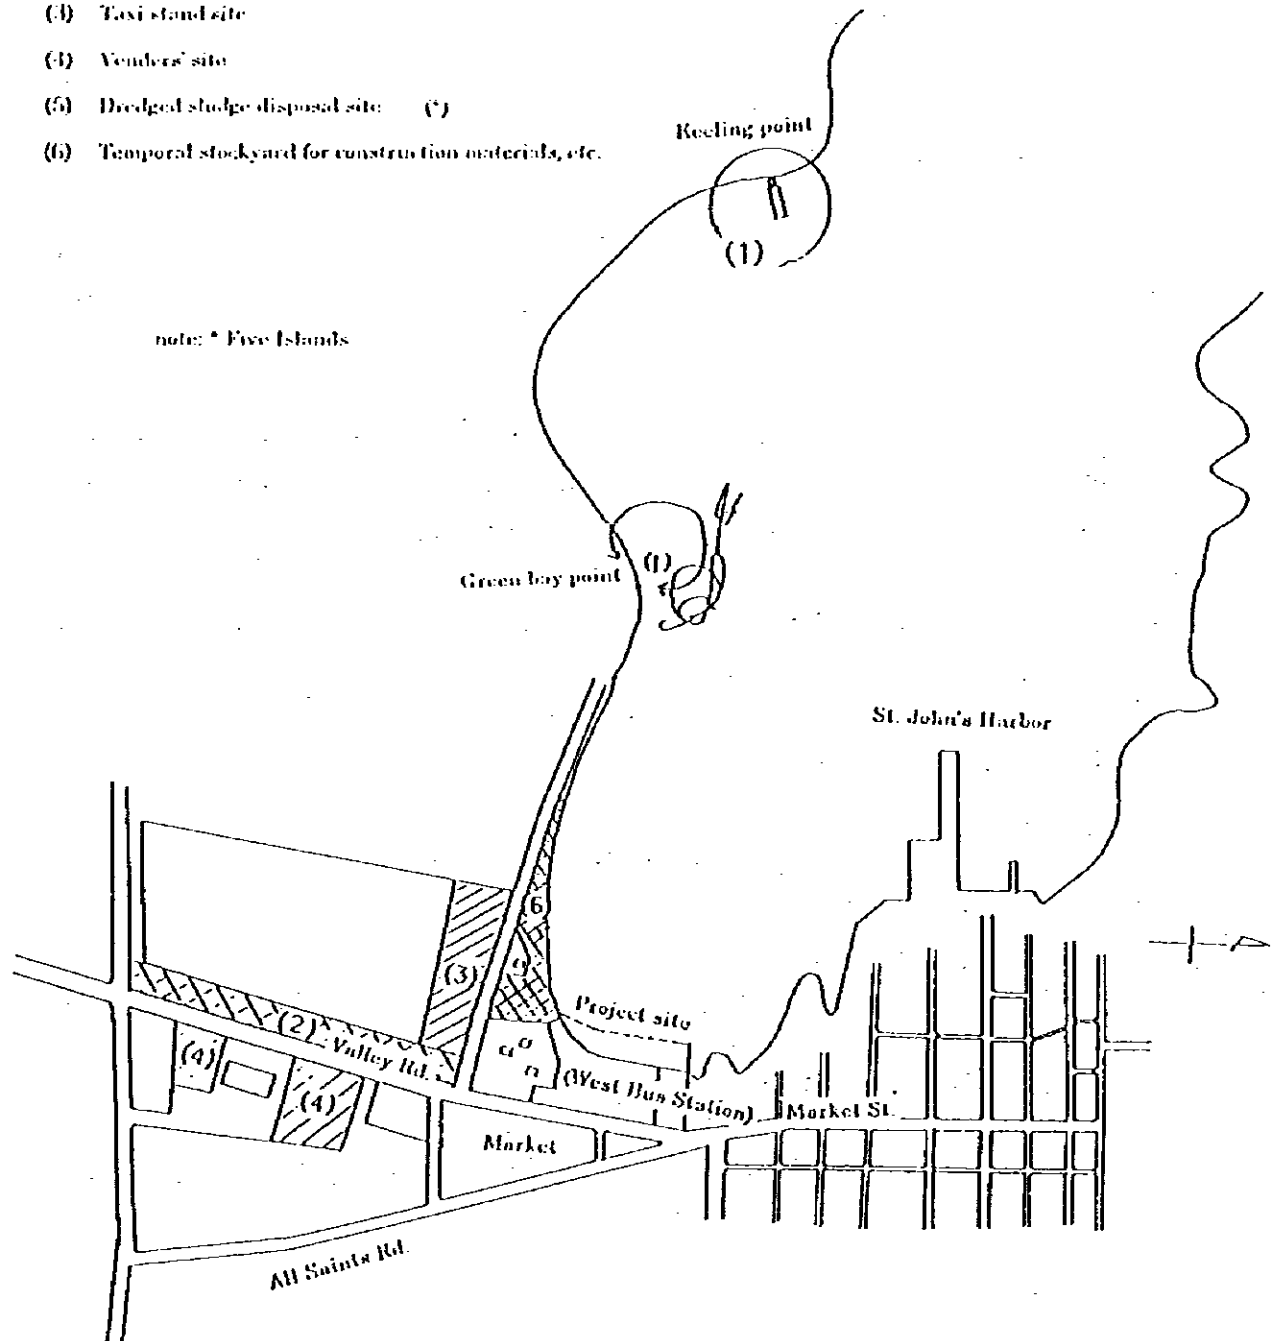 (3) Taxi stand site
(4) Venders' site
(5) Dredged sludge disposal site (*)
(6) Temporal stockyard for construction materials, etc.
Keeling point
(1)
note: * Five Islands
(1)
Green bay point
St. John's Harbor
(6)
(3)
Project site
(2)
Valley Rd.
(4)
(4)
(West Bus Station)
Market St.
Market
All Saints Rd.